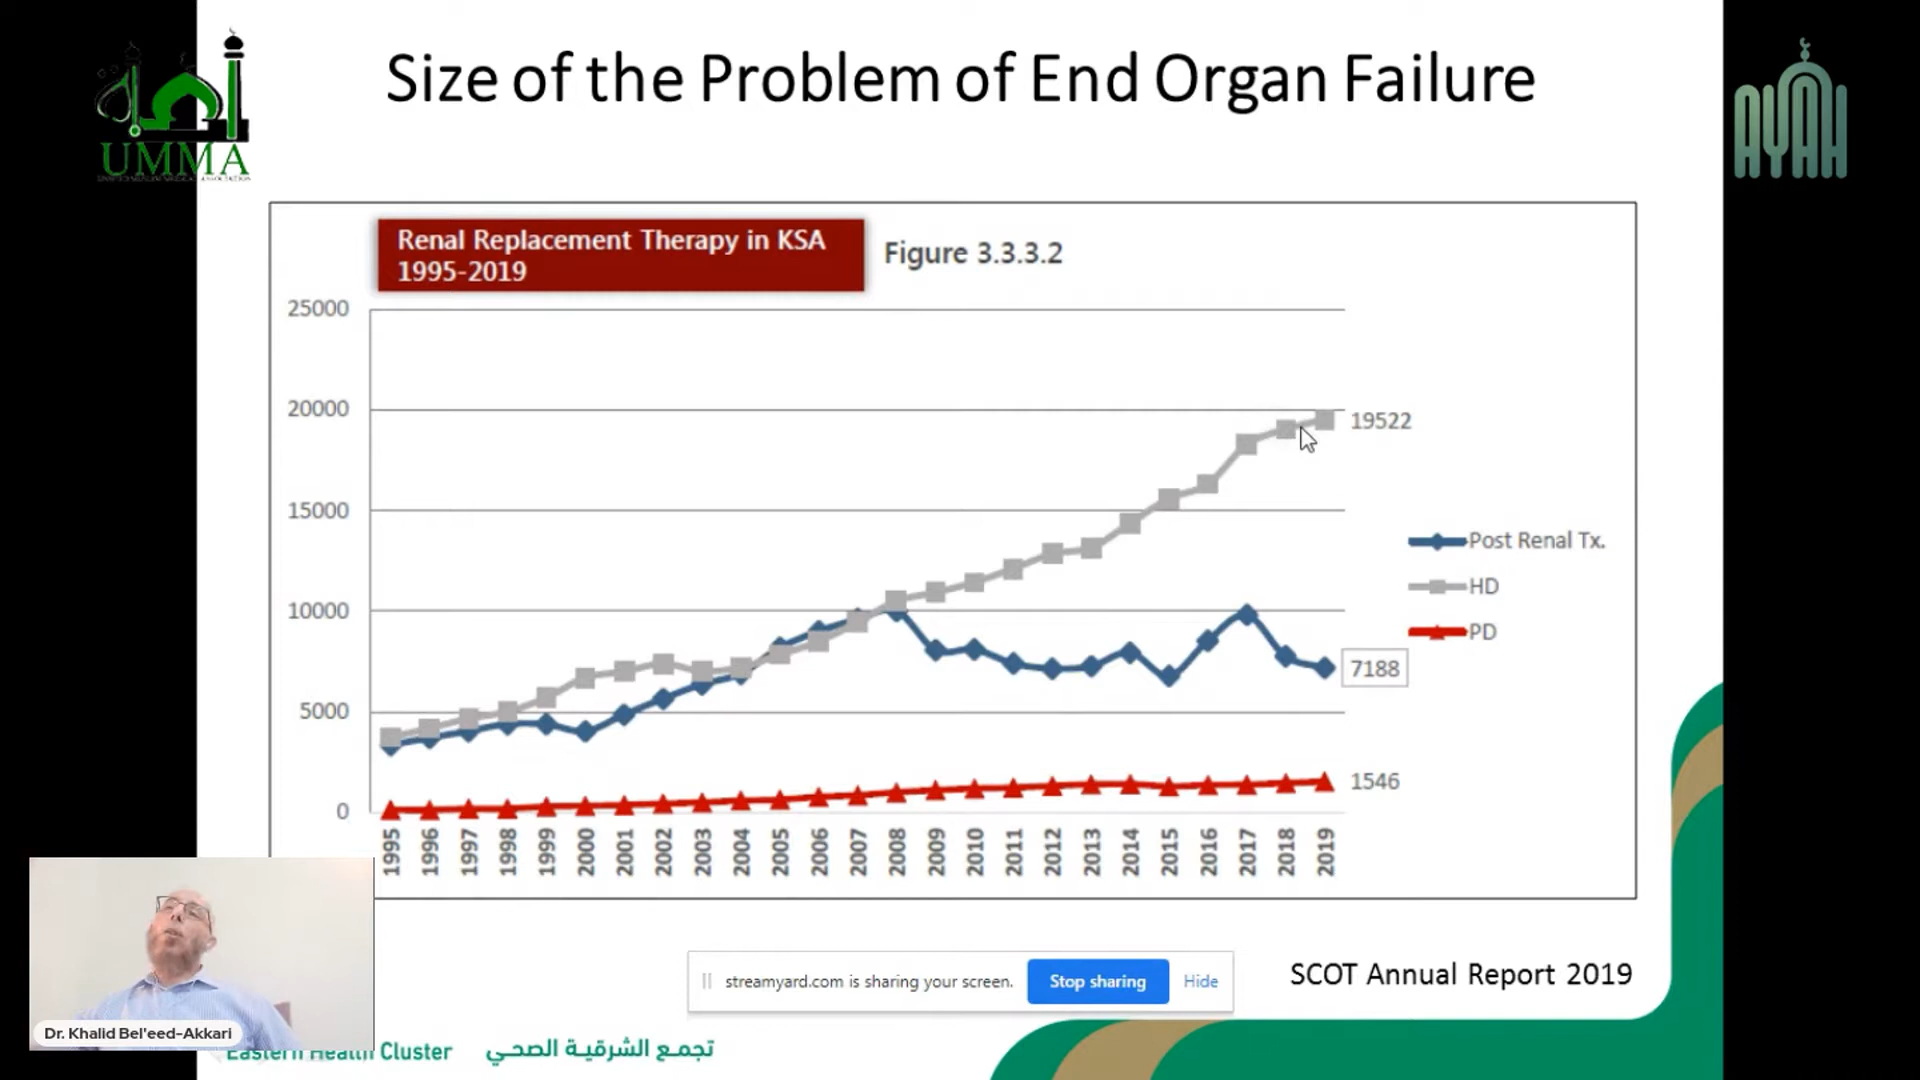 Size of the Problem of End Organ Failure
UMMA
AYAH
Renal Replacement Therapy in KSA
1995-2019
Figure 3.3.3.2
25000
20000
15000
10000
5000
0
19522
7188
1546
Post Renal Tx.
HD
PD
1995 1996 1997 1998 1999 2000 2001 2002 2003 2004 2005 2006 2007 2008 2009 2010 2011 2012 2013 2014 2015 2016 2017 2018 2019
streamyard.com is sharing your screen. Stop sharing Hide
SCOT Annual Report 2019
Dr. Khalid Bel'eed-Akkari
Eastern Health Cluster تجمع الشرقية الصحي